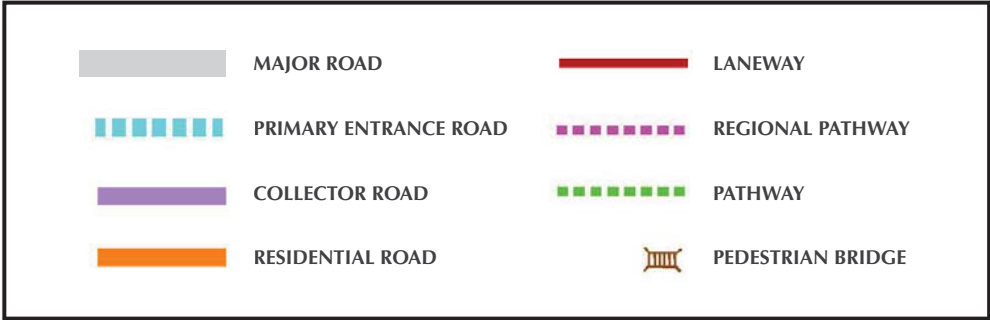 MAJOR ROAD
PRIMARY ENTRANCE ROAD
COLLECTOR ROAD
RESIDENTIAL ROAD
LANEWAY
REGIONAL PATHWAY
PATHWAY
PEDESTRIAN BRIDGE